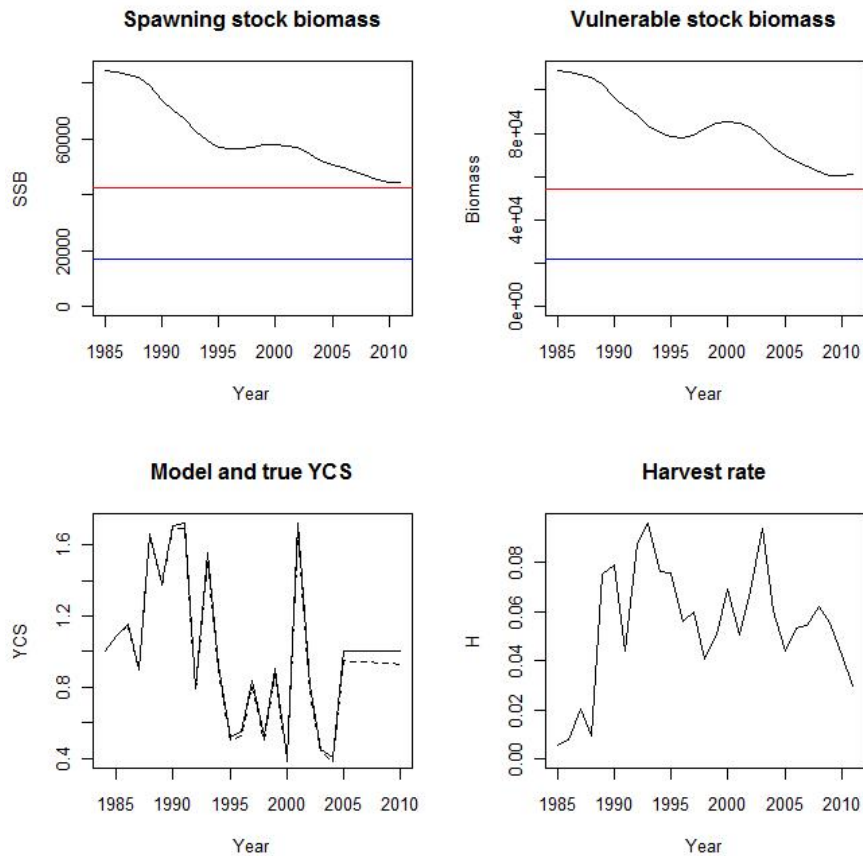 Spawning stock biomass
SSB
0 20000 60000
1985 1990 1995 2000 2005 2010
Year
Vulnerable stock biomass
Biomass
0e+00 4e+04 8e+04
1985 1990 1995 2000 2005 2010
Year
Model and true YCS
YCS
0.4 0.8 1.2 1.6
1985 1990 1995 2000 2005 2010
Year
Harvest rate
H
0.00 0.02 0.04 0.06 0.08
1985 1990 1995 2000 2005 2010
Year